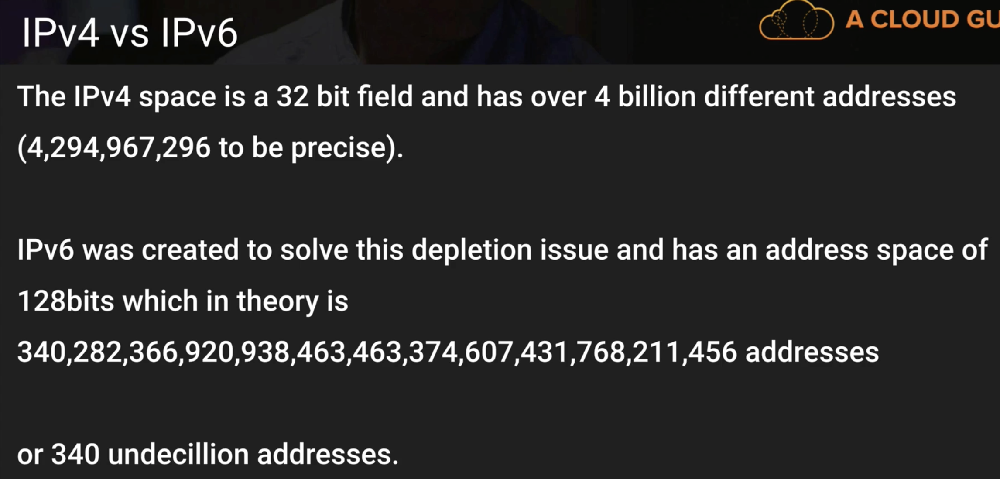 IPv4 vs IPv6
A CLOUD GU
The IPv4 space is a 32 bit field and has over 4 billion different addresses
(4,294,967,296 to be precise).
IPv6 was created to solve this depletion issue and has an address space of
128bits which in theory is
340,282,366,920,938,463,463,374,607,431,768,211,456 addresses
or 340 undecillion addresses.